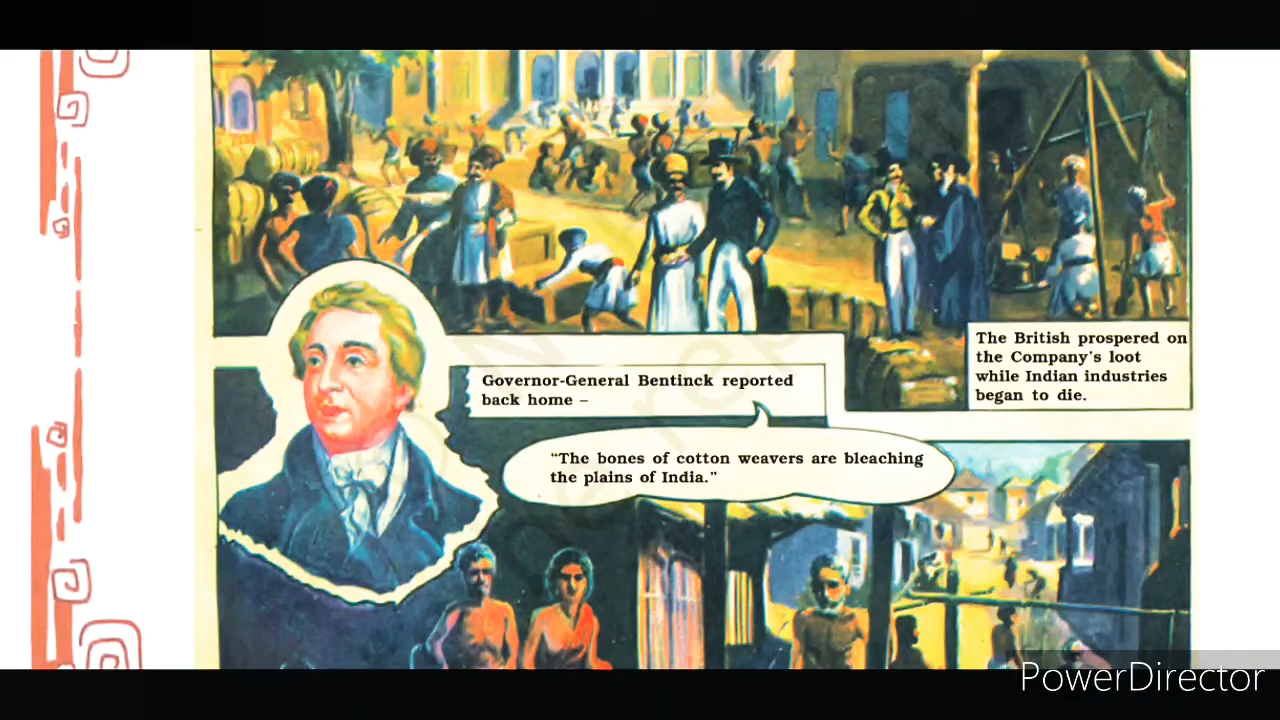 The British prospered on
the Company's loot
while Indian industries
began to die.
Governor-General Bentinck reported
back home –
“The bones of cotton weavers are bleaching
the plains of India.”
PowerDirector